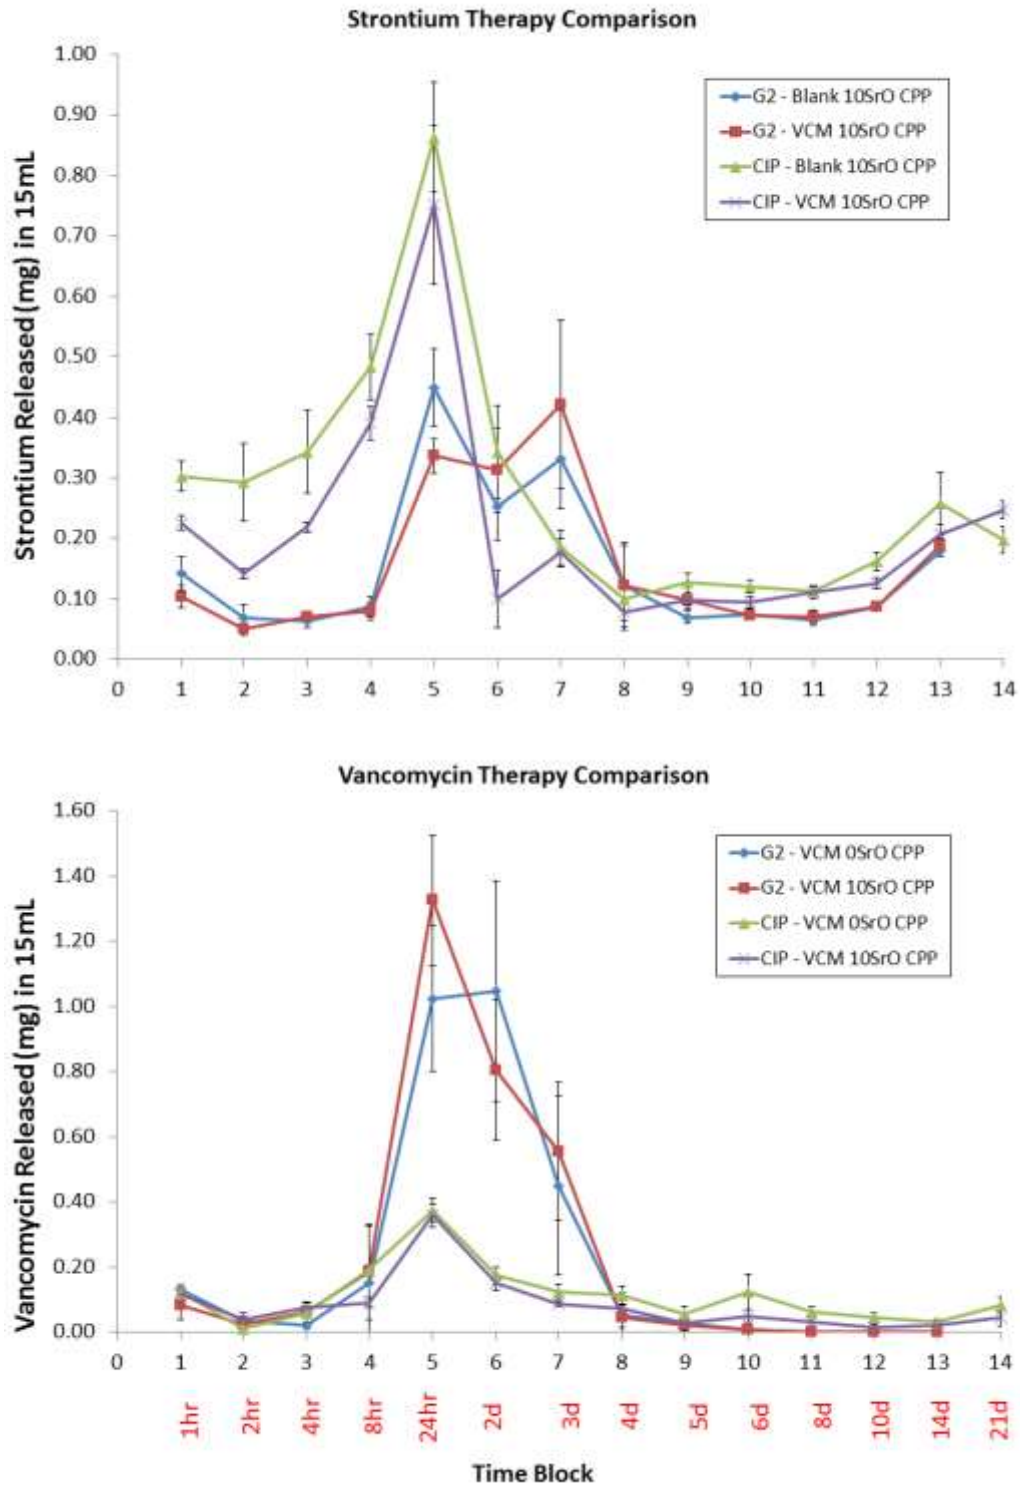 Strontium Therapy Comparison
Strontium Released (mg) in 15mL
1.00
0.90
0.80
0.70
0.60
0.50
0.40
0.30
0.20
0.10
0.00
G2 - Blank 10SrO CPP
G2 - VCM 10SrO CPP
CIP - Blank 10SrO CPP
CIP - VCM 10SrO CPP
0 1 2 3 4 5 6 7 8 9 10 11 12 13 14
Vancomycin Therapy Comparison
Vancomycin Released (mg) in 15mL
1.60
1.40
1.20
1.00
0.80
0.60
0.40
0.20
0.00
G2 - VCM 0SrO CPP
G2 - VCM 10SrO CPP
CIP - VCM 0SrO CPP
CIP - VCM 10SrO CPP
0 1 2 3 4 5 6 7 8 9 10 11 12 13 14
1hr 2hr 4hr 8hr 24hr 2d 3d 4d 5d 6d 8d 10d 14d 21d
Time Block